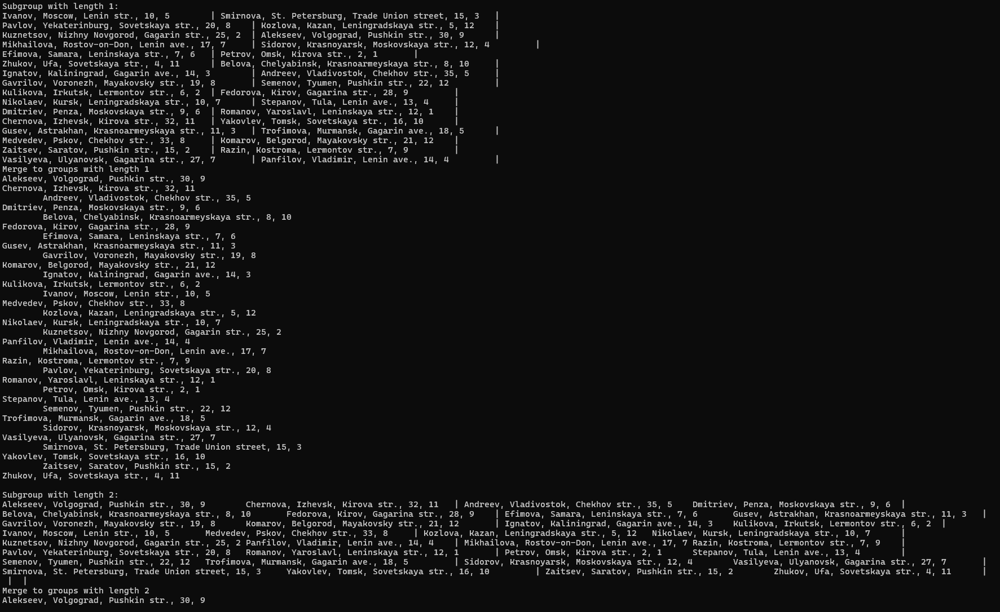 Subgroup with length 1:
Ivanov, Moscow, Lenin str., 10, 5 | Smirnova, St. Petersburg, Trade Union street, 15, 3 |
Pavlov, Yekaterinburg, Sovetskaya str., 20, 8 | Kozlova, Kazan, Leningradskaya str., 5, 12 |
Kuznetsov, Nizhny Novgorod, Gagarin str., 25, 2 | Alekseev, Volgograd, Pushkin str., 30, 9 |
Mikhailova, Rostov-on-Don, Lenin ave., 17, 7 | Sidorov, Krasnoyarsk, Moskovskaya str., 12, 4 |
Efimova, Samara, Leninskaya str., 7, 6 | Petrov, Omsk, Kirova str., 2, 1 |
Zhukov, Ufa, Sovetskaya str., 4, 11 | Belova, Chelyabinsk, Krasnoarmeyskaya str., 8, 10 |
Ignatov, Kaliningrad, Gagarin ave., 14, 3 | Andreev, Vladivostok, Chekhov str., 35, 5 |
Gavrilov, Voronezh, Mayakovsky str., 19, 8 | Semenov, Tyumen, Pushkin str., 22, 12 |
Kulikova, Irkutsk, Lermontov str., 6, 2 | Fedorova, Kirov, Gagarina str., 28, 9 |
Nikolaev, Kursk, Leningradskaya str., 10, 7 | Stepanov, Tula, Lenin ave., 13, 4 |
Dmitriev, Penza, Moskovskaya str., 9, 6 | Romanov, Yaroslavl, Leninskaya str., 12, 1 |
Chernova, Izhevsk, Kirova str., 32, 11 | Yakovlev, Tomsk, Sovetskaya str., 16, 10 |
Gusev, Astrakhan, Krasnoarmeyskaya str., 11, 3 | Trofimova, Murmansk, Gagarin ave., 18, 5 |
Medvedev, Pskov, Chekhov str., 33, 8 | Komarov, Belgorod, Mayakovsky str., 21, 12 |
Zaitsev, Saratov, Pushkin str., 15, 2 | Razin, Kostroma, Lermontov str., 7, 9 |
Vasilyeva, Ulyanovsk, Gagarina str., 27, 7 | Panfilov, Vladimir, Lenin ave., 14, 4 |
Merge to groups with length 1
Alekseev, Volgograd, Pushkin str., 30, 9
Chernova, Izhevsk, Kirova str., 32, 11
Andreev, Vladivostok, Chekhov str., 35, 5
Dmitriev, Penza, Moskovskaya str., 9, 6
Belova, Chelyabinsk, Krasnoarmeyskaya str., 8, 10
Fedorova, Kirov, Gagarina str., 28, 9
Efimova, Samara, Leninskaya str., 7, 6
Gusev, Astrakhan, Krasnoarmeyskaya str., 11, 3
Gavrilov, Voronezh, Mayakovsky str., 19, 8
Komarov, Belgorod, Mayakovsky str., 21, 12
Ignatov, Kaliningrad, Gagarin ave., 14, 3
Kulikova, Irkutsk, Lermontov str., 6, 2
Ivanov, Moscow, Lenin str., 10, 5
Medvedev, Pskov, Chekhov str., 33, 8
Kozlova, Kazan, Leningradskaya str., 5, 12
Nikolaev, Kursk, Leningradskaya str., 10, 7
Kuznetsov, Nizhny Novgorod, Gagarin str., 25, 2
Panfilov, Vladimir, Lenin ave., 14, 4
Mikhailova, Rostov-on-Don, Lenin ave., 17, 7
Razin, Kostroma, Lermontov str., 7, 9
Pavlov, Yekaterinburg, Sovetskaya str., 20, 8
Romanov, Yaroslavl, Leninskaya str., 12, 1
Petrov, Omsk, Kirova str., 2, 1
Stepanov, Tula, Lenin ave., 13, 4
Semenov, Tyumen, Pushkin str., 22, 12
Trofimova, Murmansk, Gagarin ave., 18, 5
Sidorov, Krasnoyarsk, Moskovskaya str., 12, 4
Vasilyeva, Ulyanovsk, Gagarina str., 27, 7
Smirnova, St. Petersburg, Trade Union street, 15, 3
Yakovlev, Tomsk, Sovetskaya str., 16, 10
Zaitsev, Saratov, Pushkin str., 15, 2
Zhukov, Ufa, Sovetskaya str., 4, 11
Subgroup with length 2:
Alekseev, Volgograd, Pushkin str., 30, 9 Chernova, Izhevsk, Kirova str., 32, 11 | Andreev, Vladivostok, Chekhov str., 35, 5 Dmitriev, Penza, Moskovskaya str., 9, 6 |
Belova, Chelyabinsk, Krasnoarmeyskaya str., 8, 10 Fedorova, Kirov, Gagarina str., 28, 9 | Efimova, Samara, Leninskaya str., 7, 6 Gusev, Astrakhan, Krasnoarmeyskaya str., 11, 3 |
Gavrilov, Voronezh, Mayakovsky str., 19, 8 Komarov, Belgorod, Mayakovsky str., 21, 12 | Ignatov, Kaliningrad, Gagarin ave., 14, 3 Kulikova, Irkutsk, Lermontov str., 6, 2 |
Ivanov, Moscow, Lenin str., 10, 5 Medvedev, Pskov, Chekhov str., 33, 8 | Kozlova, Kazan, Leningradskaya str., 5, 12 Nikolaev, Kursk, Leningradskaya str., 10, 7 |
Kuznetsov, Nizhny Novgorod, Gagarin str., 25, 2 Panfilov, Vladimir, Lenin ave., 14, 4 | Mikhailova, Rostov-on-Don, Lenin ave., 17, 7 Razin, Kostroma, Lermontov str., 7, 9 |
Pavlov, Yekaterinburg, Sovetskaya str., 20, 8 Romanov, Yaroslavl, Leninskaya str., 12, 1 | Petrov, Omsk, Kirova str., 2, 1 Stepanov, Tula, Lenin ave., 13, 4 |
Semenov, Tyumen, Pushkin str., 22, 12 Trofimova, Murmansk, Gagarin ave., 18, 5 | Sidorov, Krasnoyarsk, Moskovskaya str., 12, 4 Vasilyeva, Ulyanovsk, Gagarina str., 27, 7 |
Smirnova, St. Petersburg, Trade Union street, 15, 3 Yakovlev, Tomsk, Sovetskaya str., 16, 10 | Zaitsev, Saratov, Pushkin str., 15, 2 Zhukov, Ufa, Sovetskaya str., 4, 11 |
| |
Merge to groups with length 2
Alekseev, Volgograd, Pushkin str., 30, 9